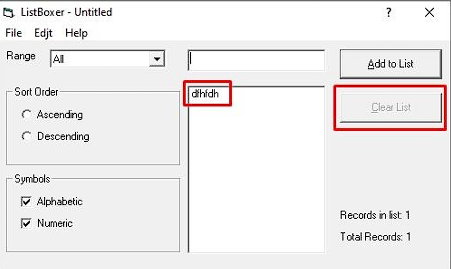 ListBoxer - Untitled
File Edjt Help
Range All
Add to List
dfhfdh
Clear List
Sort Order
Ascending
Descending
Symbols
Alphabetic
Numeric
Records in list: 1
Total Records: 1